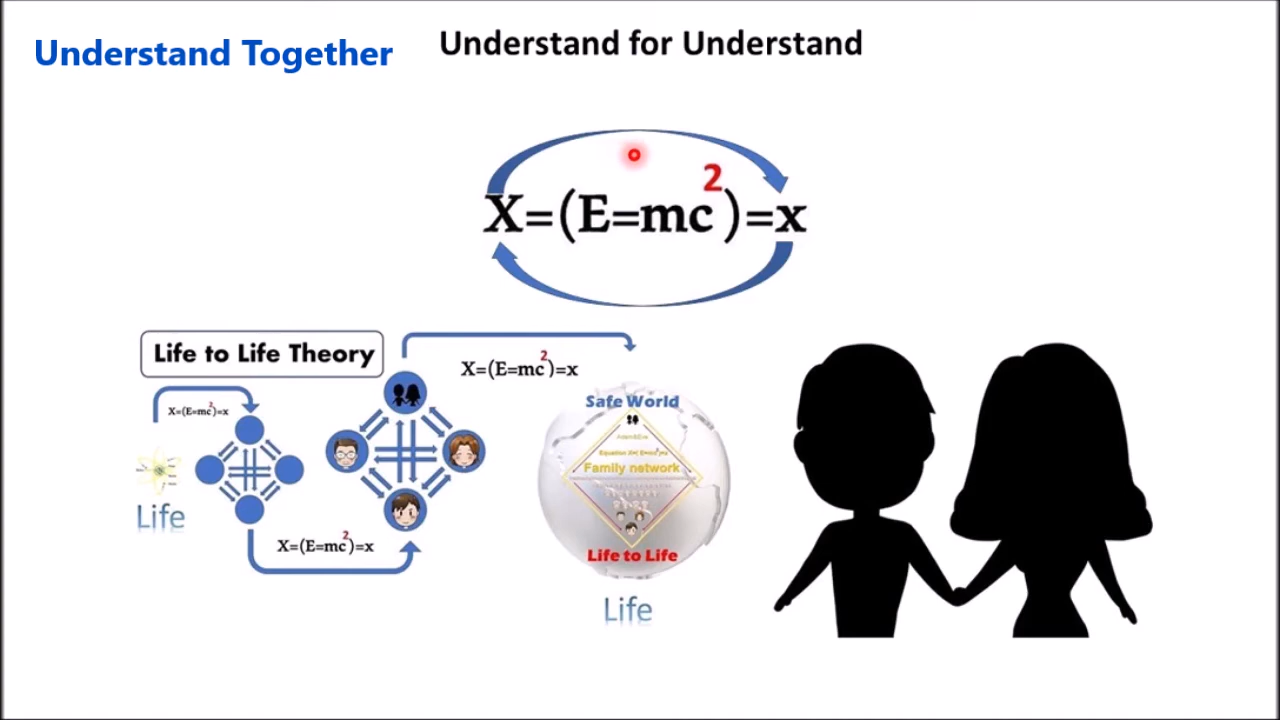 Understand Together
Understand for Understand
X=(E=mc²)=x
Life to Life Theory
X=(E=mc²)=x
X=(E=mc²)=x
Life
X=(E=mc²)=x
Safe World
Family network
Life to Life
Life